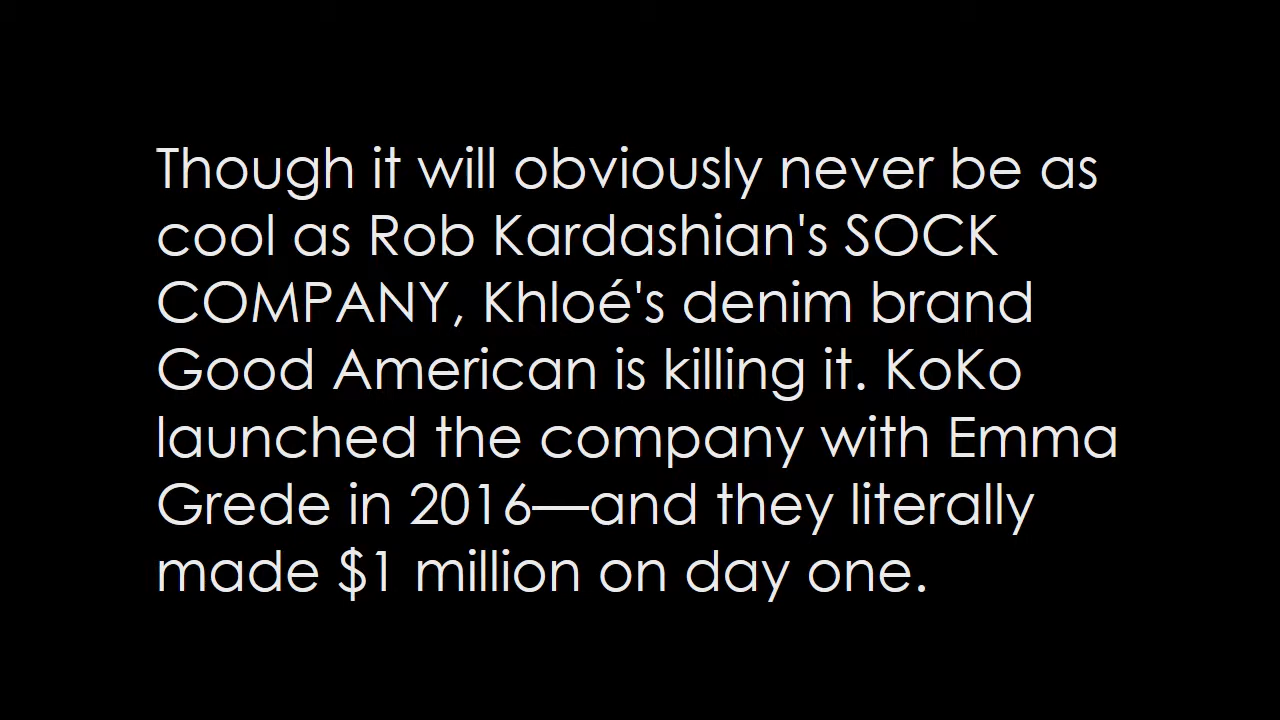 Though it will obviously never be as
cool as Rob Kardashian's SOCK
COMPANY, Khloé's denim brand
Good American is killing it. KoKo
launched the company with Emma
Grede in 2016—and they literally
made $1 million on day one.